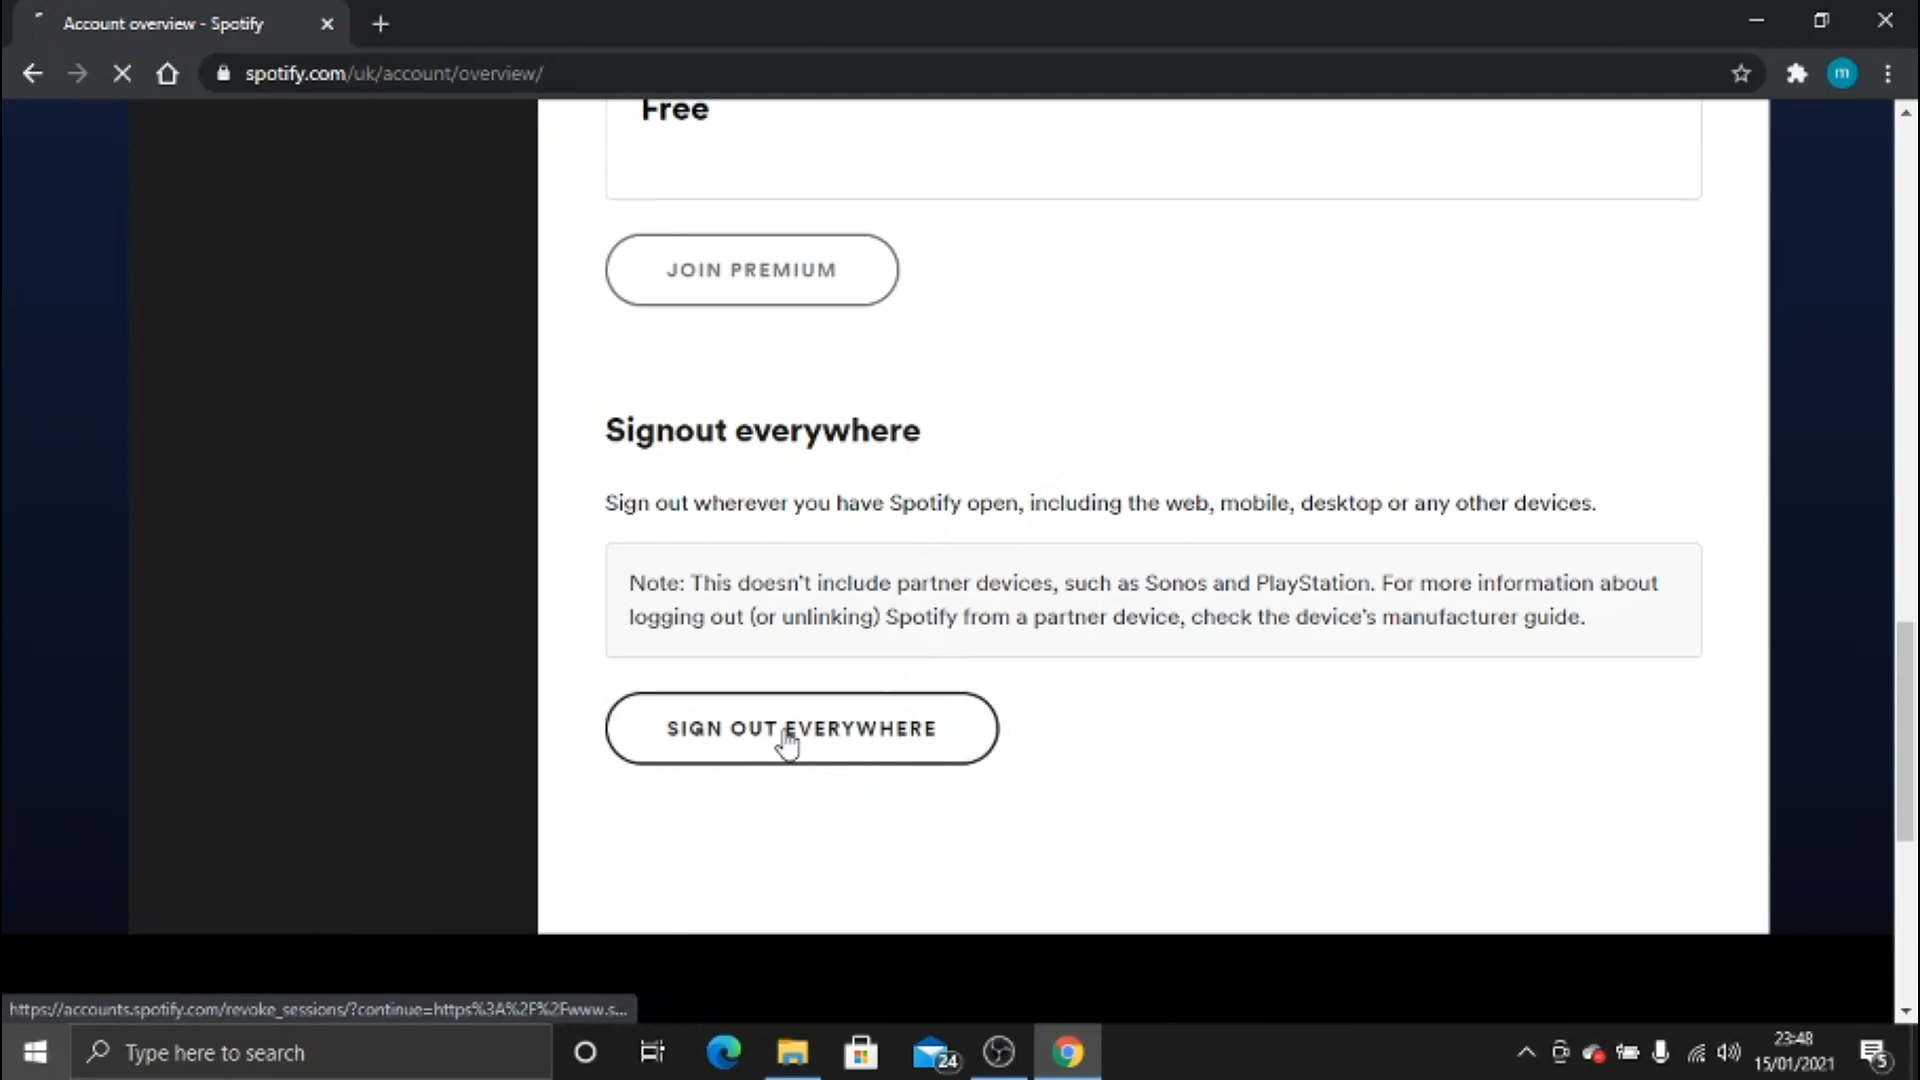 Account overview - Spotify
spotify.com/uk/account/overview/
m
Free
JOIN PREMIUM
Signout everywhere
Sign out wherever you have Spotify open, including the web, mobile, desktop or any other devices.
Note: This doesn't include partner devices, such as Sonos and PlayStation. For more information about
logging out (or unlinking) Spotify from a partner device, check the device's manufacturer guide.
SIGN OUT EVERYWHERE
https://accounts.spotify.com/revoke_sessions/?continue=https%3A%2F%2Fwww.s...
Type here to search
24
23:48
15/01/2021
5